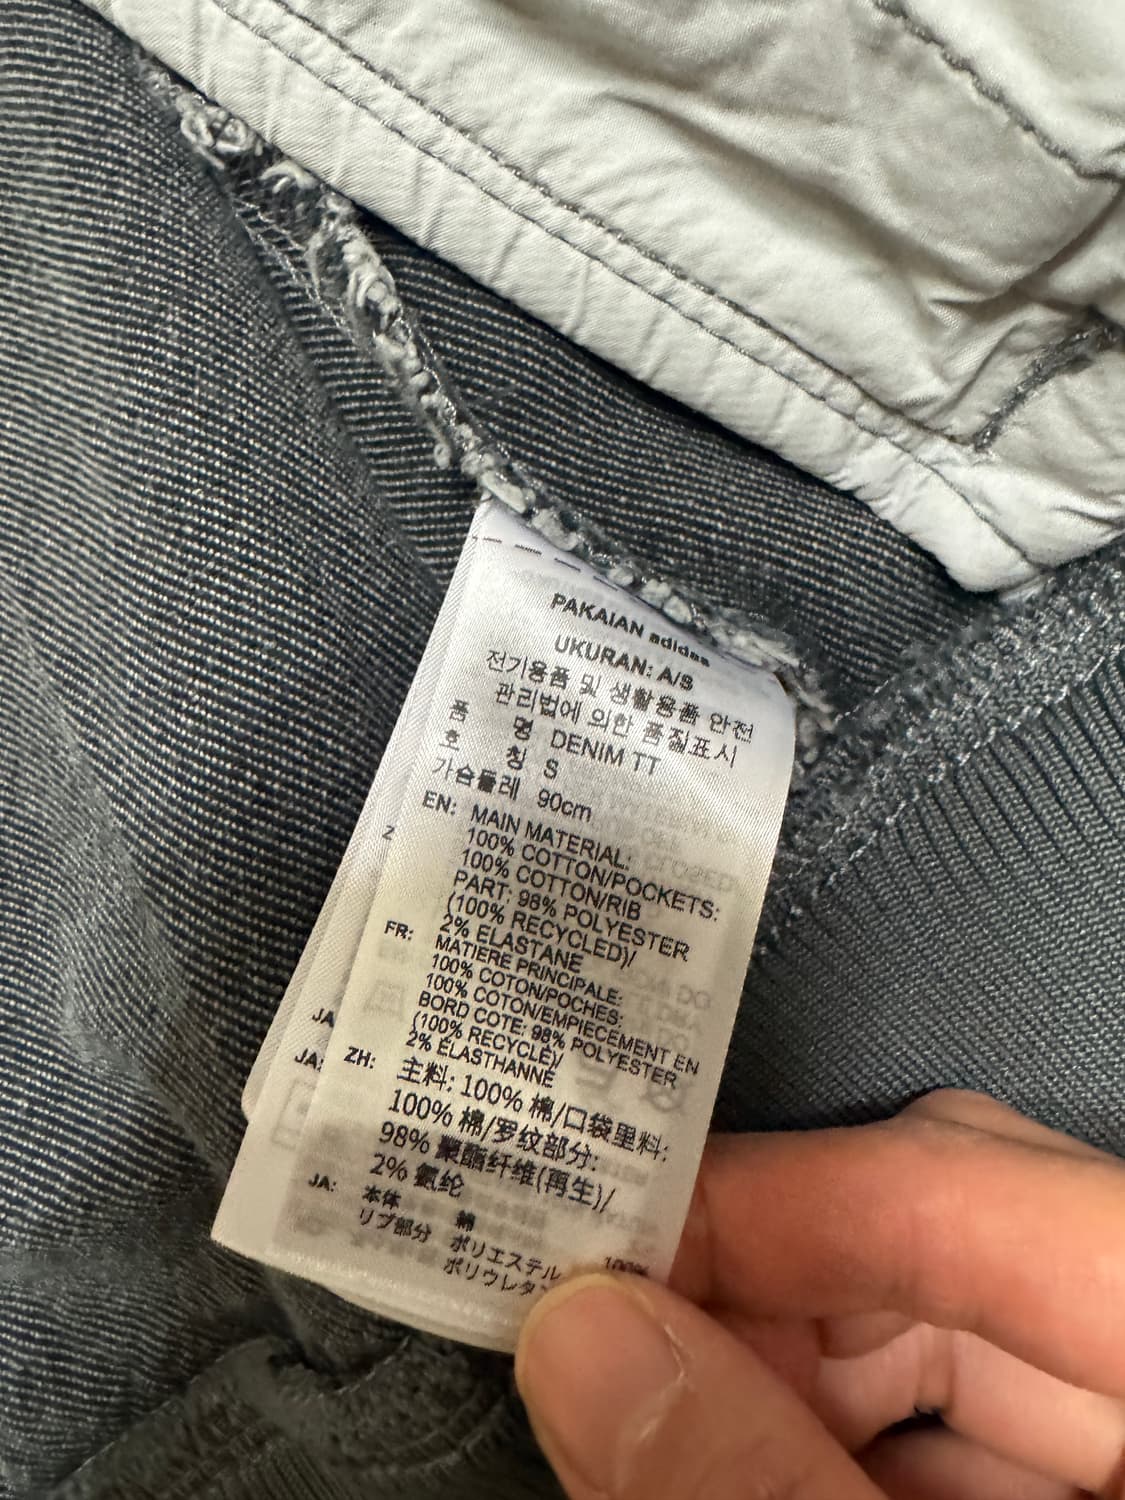 PAKAIAN adidas
UKURAN: A/S
전기용품 및 생활용품 안전
관리법에 의한 품질표시
품 명 DENIM TT
호 칭 S
가슴둘레 90cm
EN: MAIN MATERIAL:
100% COTTON/POCKETS:
100% COTTON/RIB
PART: 98% POLYESTER
(100% RECYCLED)/
2% ELASTANE
FR: MATIERE PRINCIPALE:
100% COTON/POCHES:
100% COTON/EMPIECEMENT EN
BORD COTE: 98% POLYESTER
(100% RECYCLÉ)/
2% ÉLASTHANNE
ZH: 主料: 100% 棉/口袋里料:
100% 棉/罗纹部分:
98% 聚酯纤维(再生)/
2% 氨纶
JA: 本体 綿 100%
リブ部分 ポリエステル
JA:
JA: